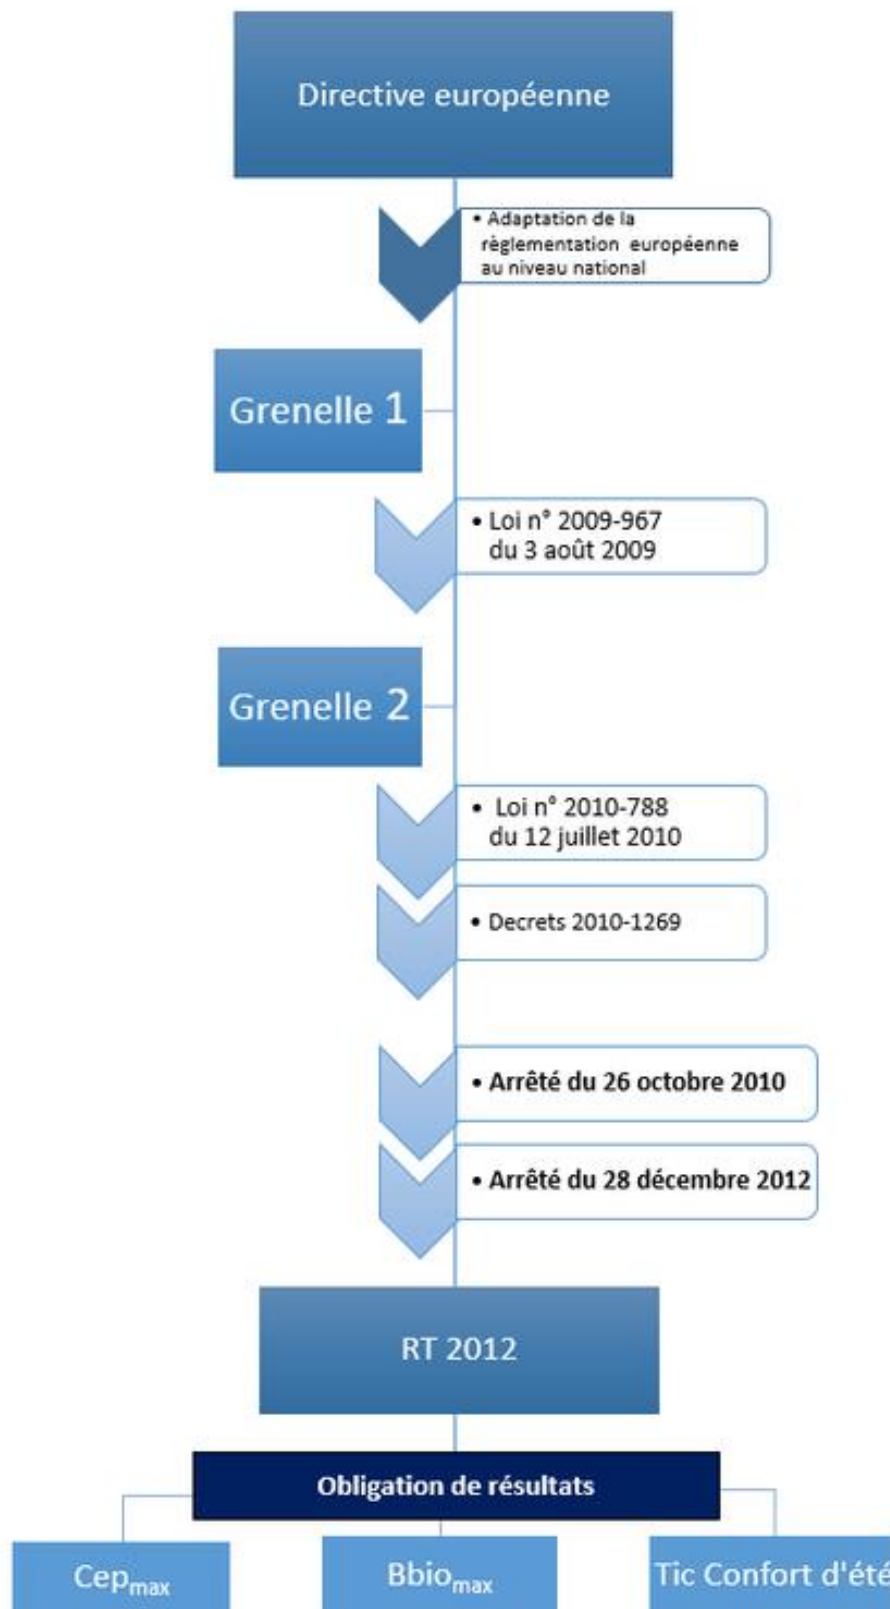 Directive européenne
• Adaptation de la
règlementation européenne
au niveau national
Grenelle 1
• Loi n° 2009-967
du 3 août 2009
Grenelle 2
• Loi n° 2010-788
du 12 juillet 2010
• Decrets 2010-1269
• Arrêté du 26 octobre 2010
• Arrêté du 28 décembre 2012
RT 2012
Obligation de résultats
Cepmax
Bbiomax
Tic Confort d'été